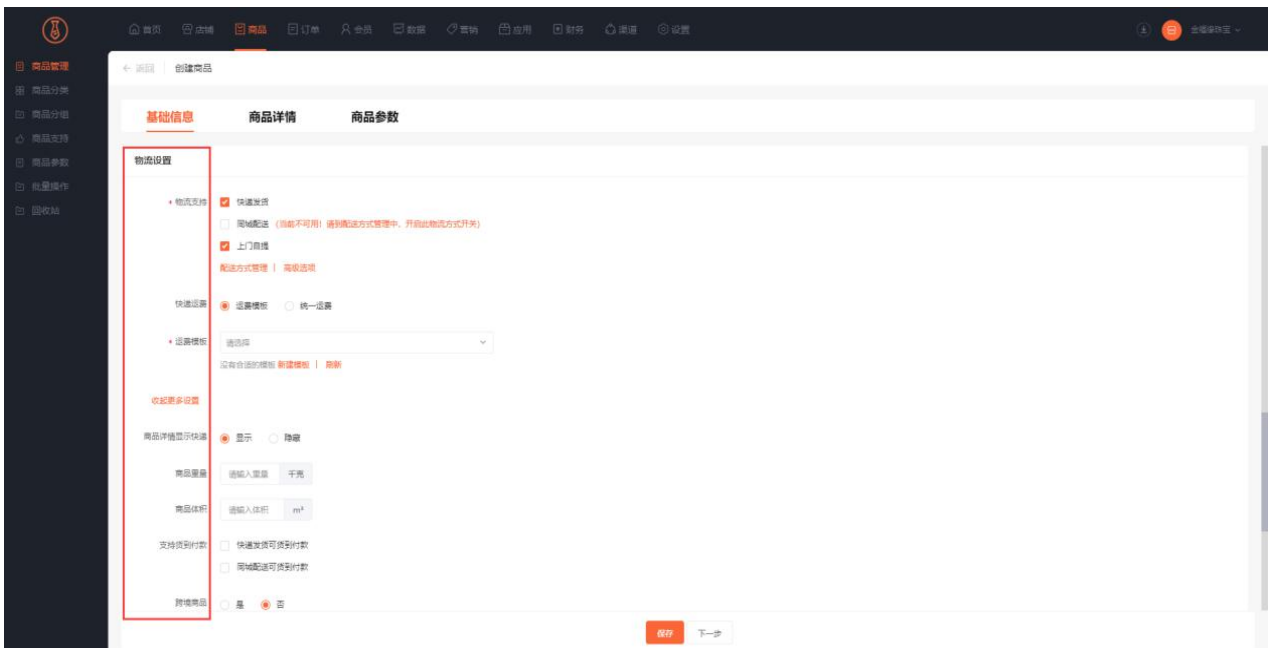 首页 店铺 商品 订单 会员 数据 营销 应用 财务 渠道 设置
商品管理
商品分类
商品分组
商品支持
商品参数
批量操作
回收站
← 返回 创建商品
基础信息 商品详情 商品参数
物流设置
* 物流支持 快递发货
同城配送 (当前不可用! 请到配送方式管理中, 开启此物流方式开关)
上门自提
配送方式管理 | 高级选项
快递运费 运费模板 统一运费
* 运费模板 请选择
没有合适的模板 新建模板 | 刷新
收起更多设置
商品详情显示快递 显示 隐藏
商品重量 请输入重量 千克
商品体积 请输入体积 m³
支持货到付款 快递发货可货到付款
同城配送可货到付款
跨境商品 是 否
保存 下一步